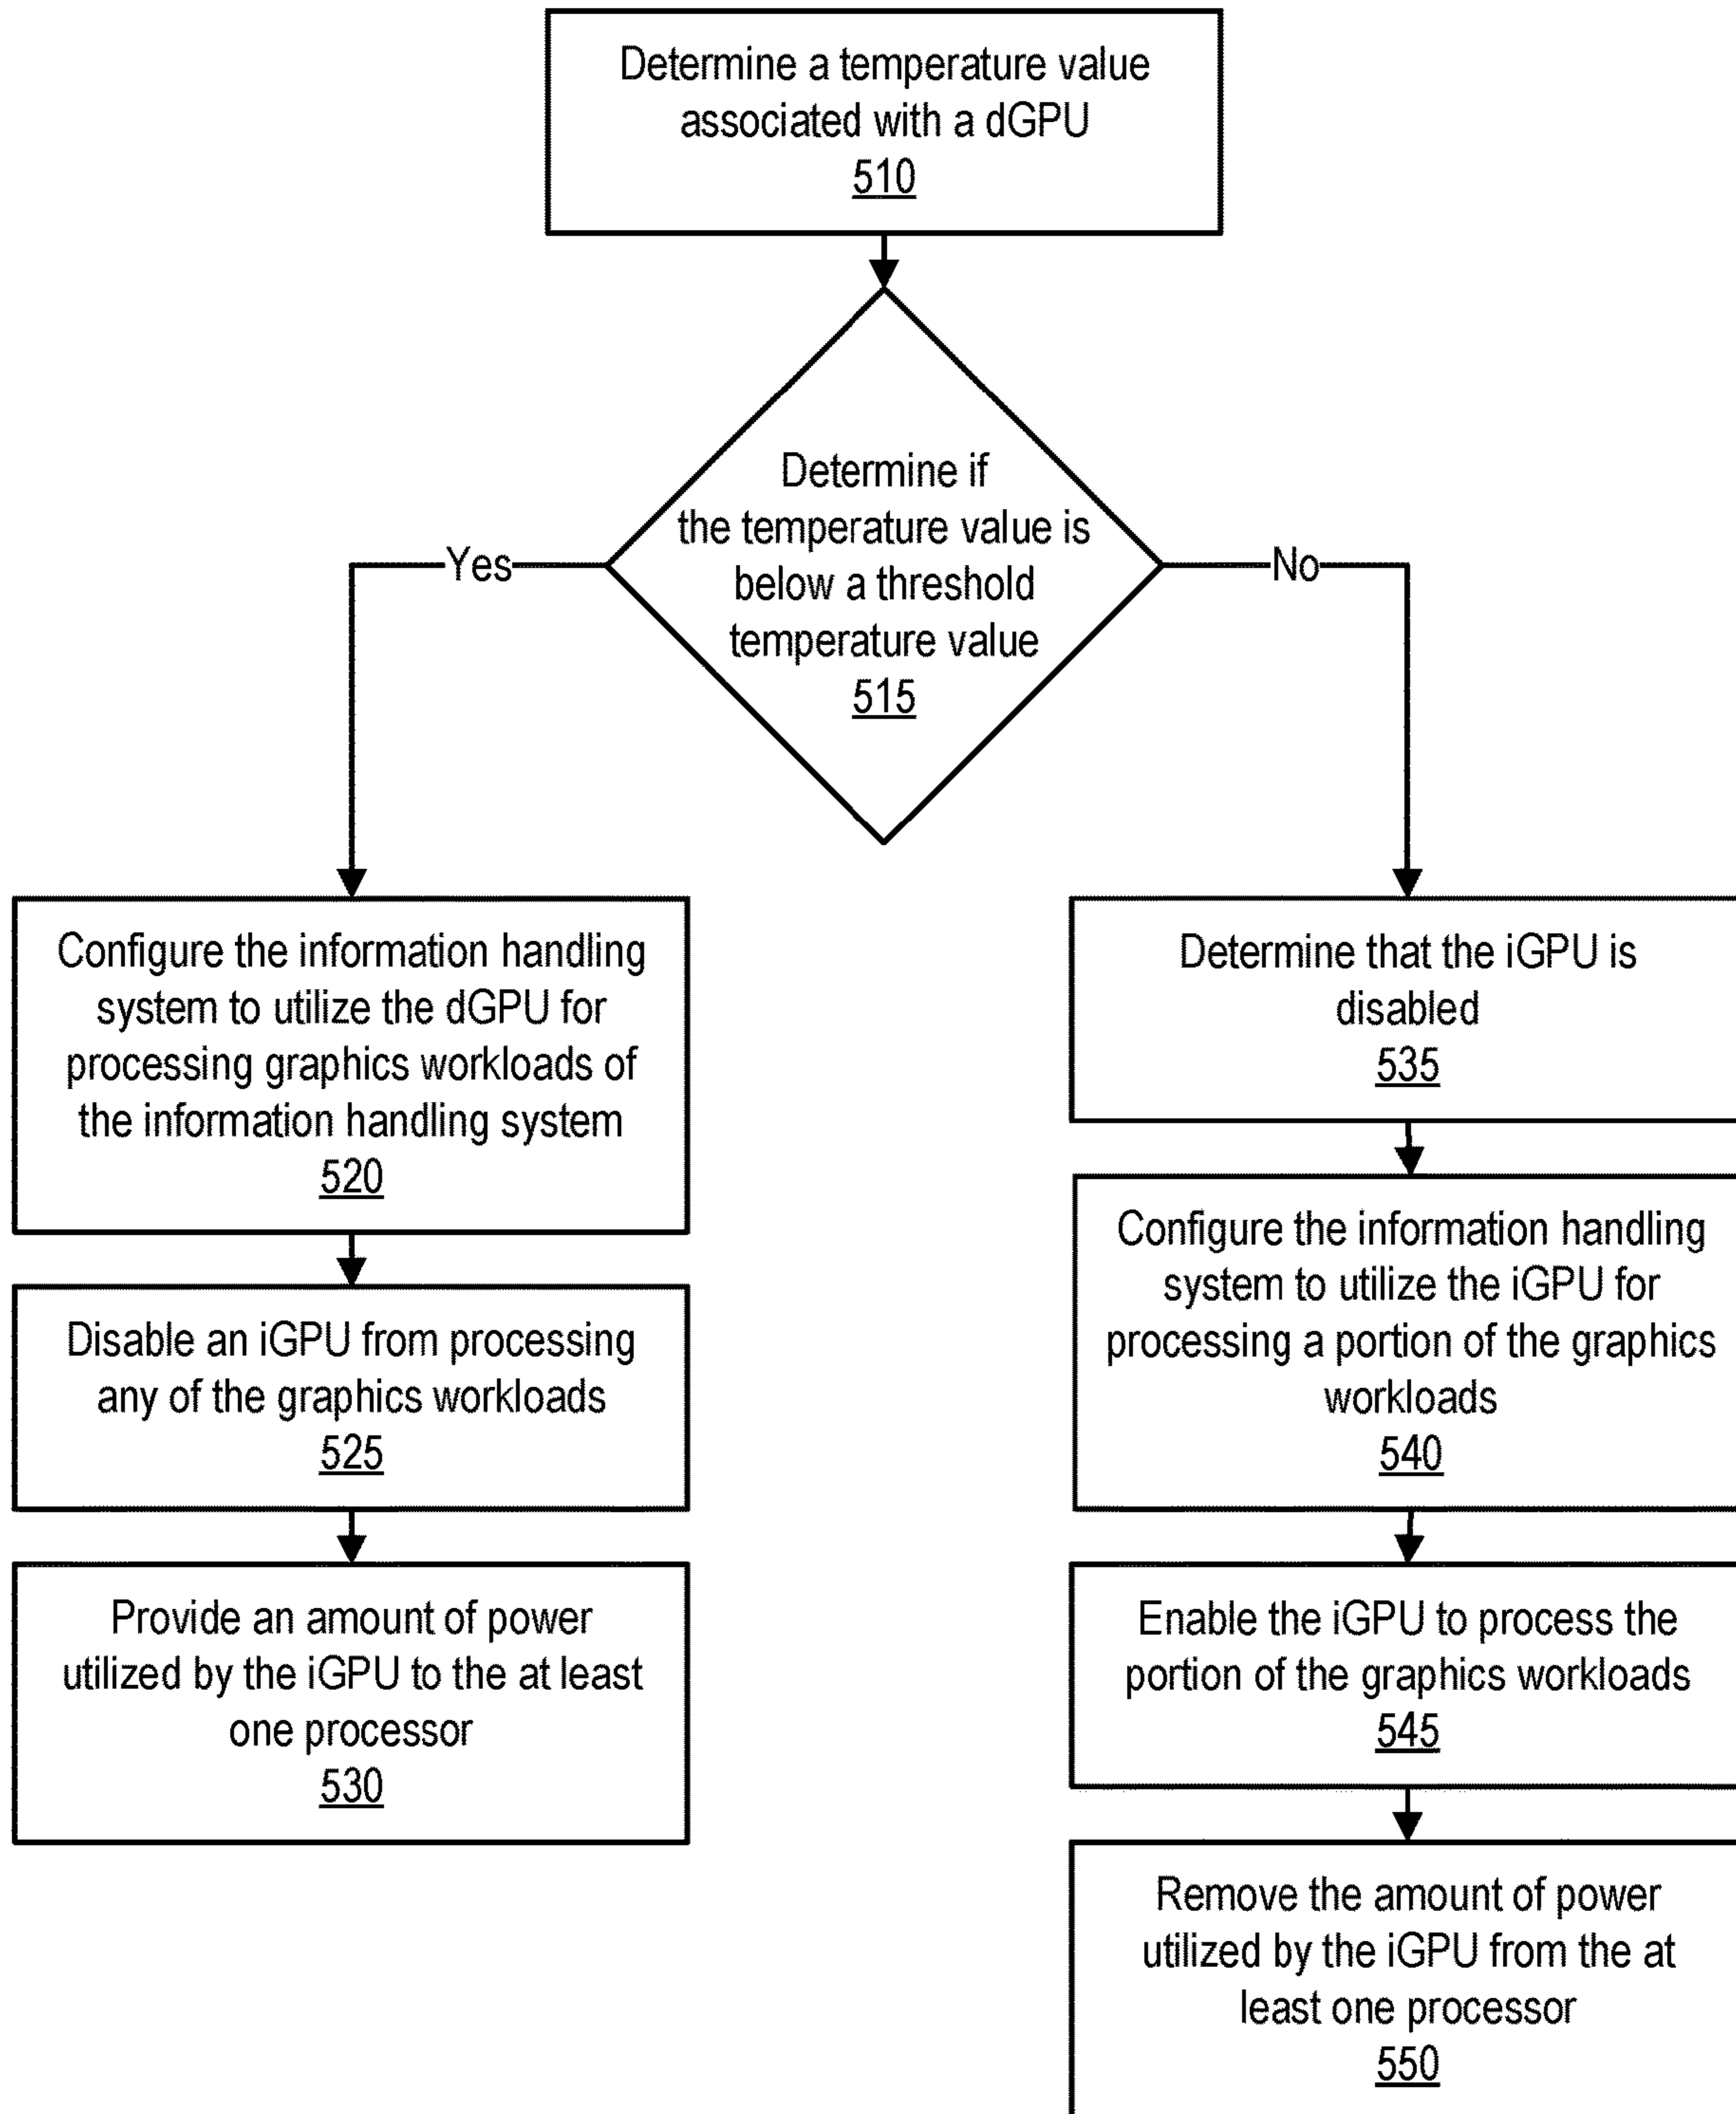 Determine a temperature value
associated with a dGPU
510
Determine if
the temperature value is
below a threshold
temperature value
515
Yes
No
Configure the information handling
system to utilize the dGPU for
processing graphics workloads of
the information handling system
520
Disable an iGPU from processing
any of the graphics workloads
525
Provide an amount of power
utilized by the iGPU to the at least
one processor
530
Determine that the iGPU is
disabled
535
Configure the information handling
system to utilize the iGPU for
processing a portion of the graphics
workloads
540
Enable the iGPU to process the
portion of the graphics workloads
545
Remove the amount of power
utilized by the iGPU from the at
least one processor
550